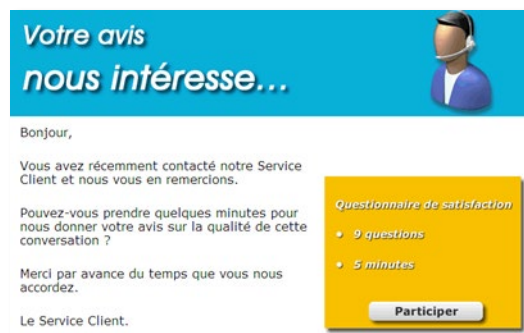 Votre avis
nous intéresse...
Bonjour,
Vous avez récemment contacté notre Service
Client et nous vous en remercions.
Pouvez-vous prendre quelques minutes pour
nous donner votre avis sur la qualité de cette
conversation ?
Merci par avance du temps que vous nous
accordez.
Le Service Client.
Questionnaire de satisfaction
• 9 questions
• 5 minutes
Participer